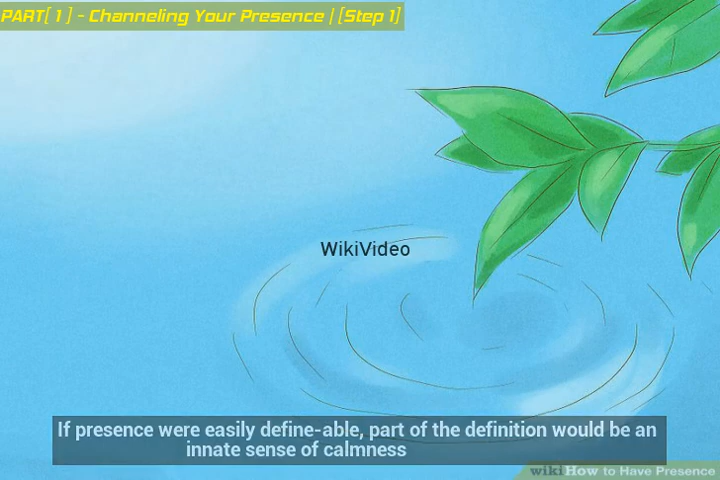 PART[ 1 ] - Channeling Your Presence | [Step 1]
WikiVideo
If presence were easily define-able, part of the definition would be an
innate sense of calmness
wikiHow to Have Presence